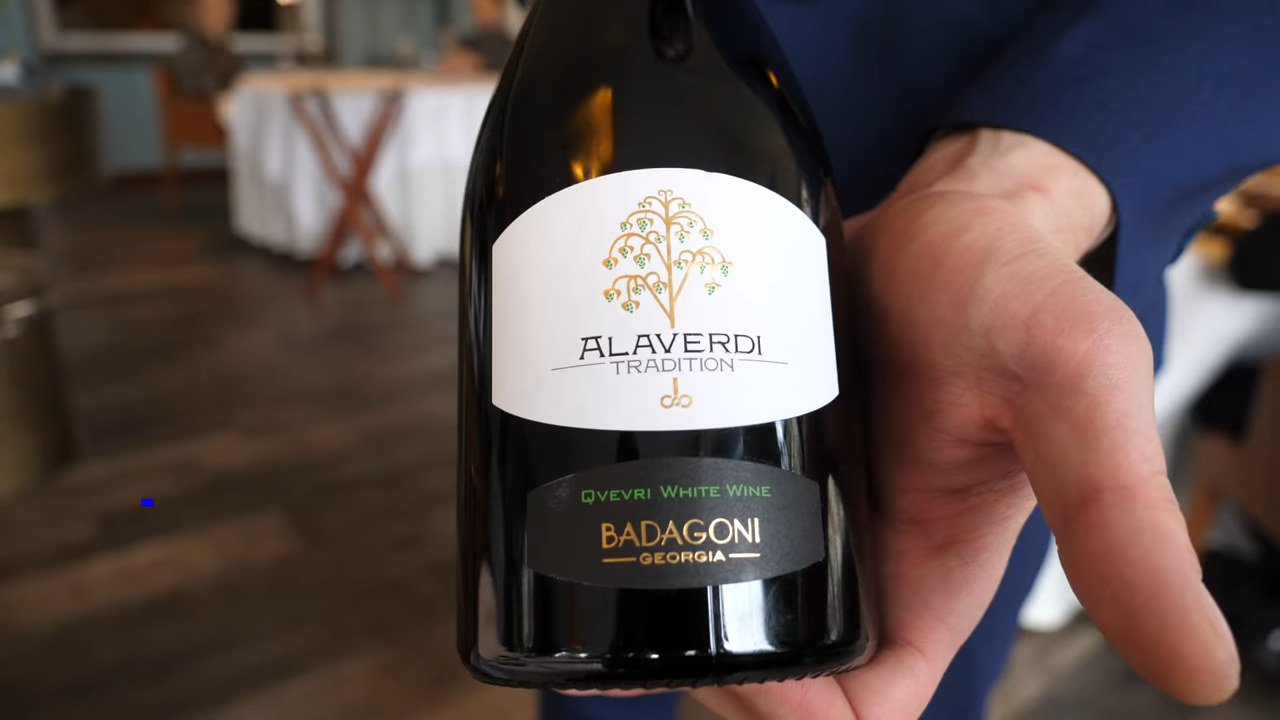 ALAVERDI
TRADITION
QVEVRI WHITE WINE
BADAGONI
GEORGIA